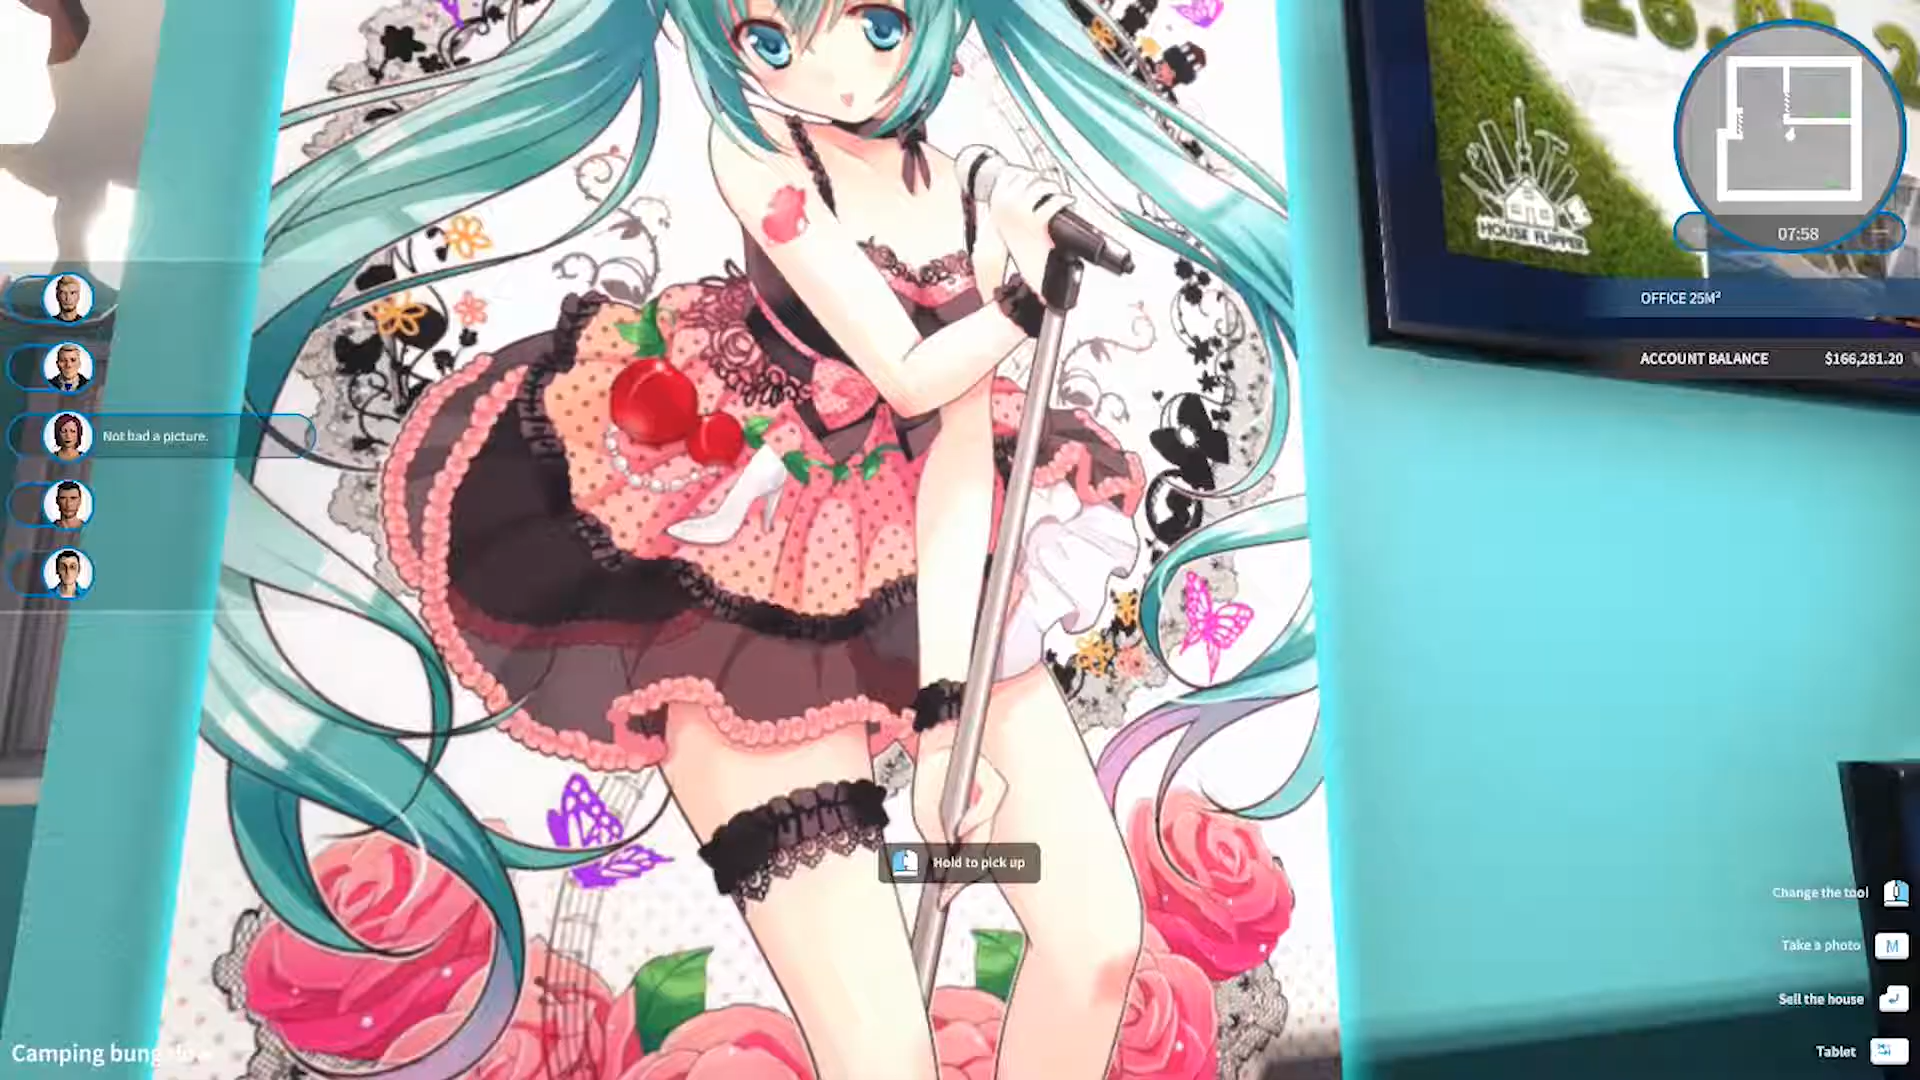 HOUSE FLIPPER
07:58
OFFICE 25M²
ACCOUNT BALANCE $166,281.20
Not bad a picture.
Hold to pick up
Change the tool
Take a photo M
Sell the house
Tablet
Camping bungalow